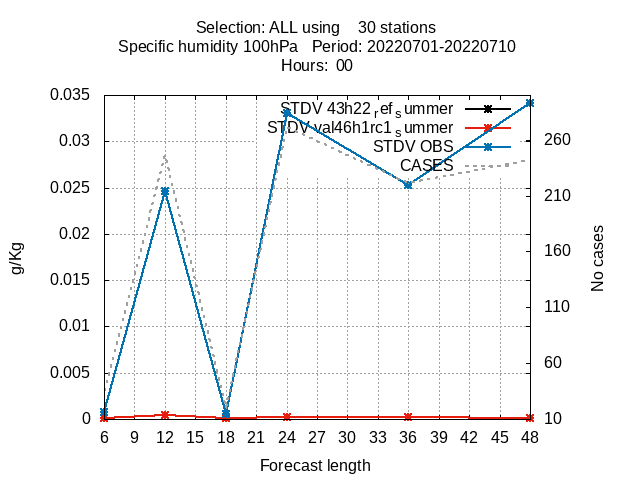 Selection: ALL using    30 stations
Specific humidity 100hPa   Period: 20220701-20220710
Hours:  00
STDV 43h22refsummer
STDV val46h1rc1summer
STDV OBS
CASES
0.035
0.03
0.025
0.02
0.015
0.01
0.005
0
g/Kg
260
210
160
110
60
10
No cases
6 9 12 15 18 21 24 27 30 33 36 39 42 45 48
Forecast length